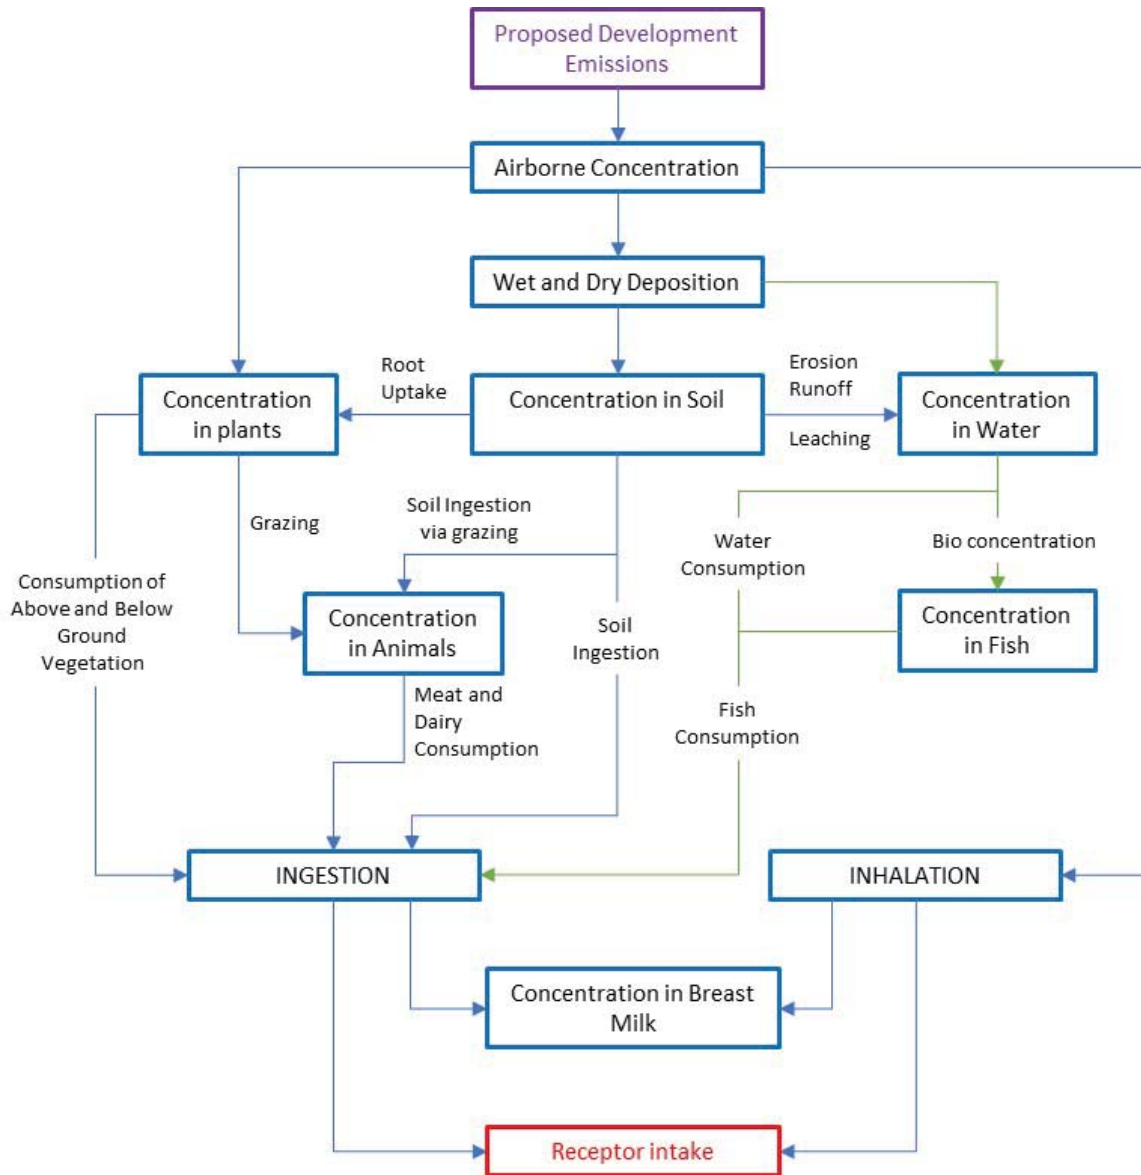 Proposed Development
Emissions
Airborne Concentration
Wet and Dry Deposition
Root
Uptake
Erosion
Runoff
Leaching
Concentration
in plants
Concentration in Soil
Concentration
in Water
Grazing
Soil Ingestion
via grazing
Water
Consumption
Bio concentration
Consumption of
Above and Below
Ground
Vegetation
Concentration
in Animals
Soil
Ingestion
Concentration
in Fish
Meat and
Dairy
Consumption
Fish
Consumption
INGESTION
INHALATION
Concentration in Breast
Milk
Receptor intake